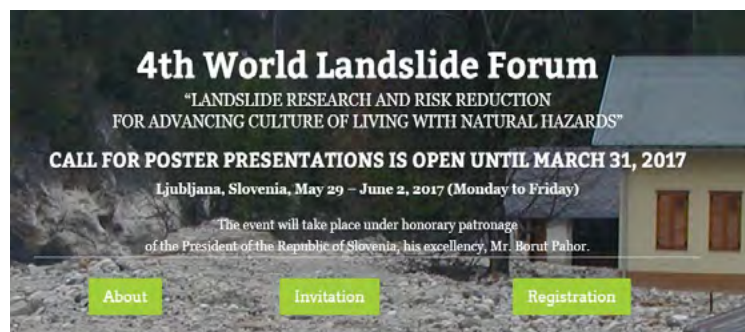 4th World Landslide Forum
“LANDSLIDE RESEARCH AND RISK REDUCTION
FOR ADVANCING CULTURE OF LIVING WITH NATURAL HAZARDS”
CALL FOR POSTER PRESENTATIONS IS OPEN UNTIL MARCH 31, 2017
Ljubljana, Slovenia, May 29 – June 2, 2017 (Monday to Friday)
The event will take place under honorary patronage
of the President of the Republic of Slovenia, his excellency, Mr. Borut Pahor.
About Invitation Registration